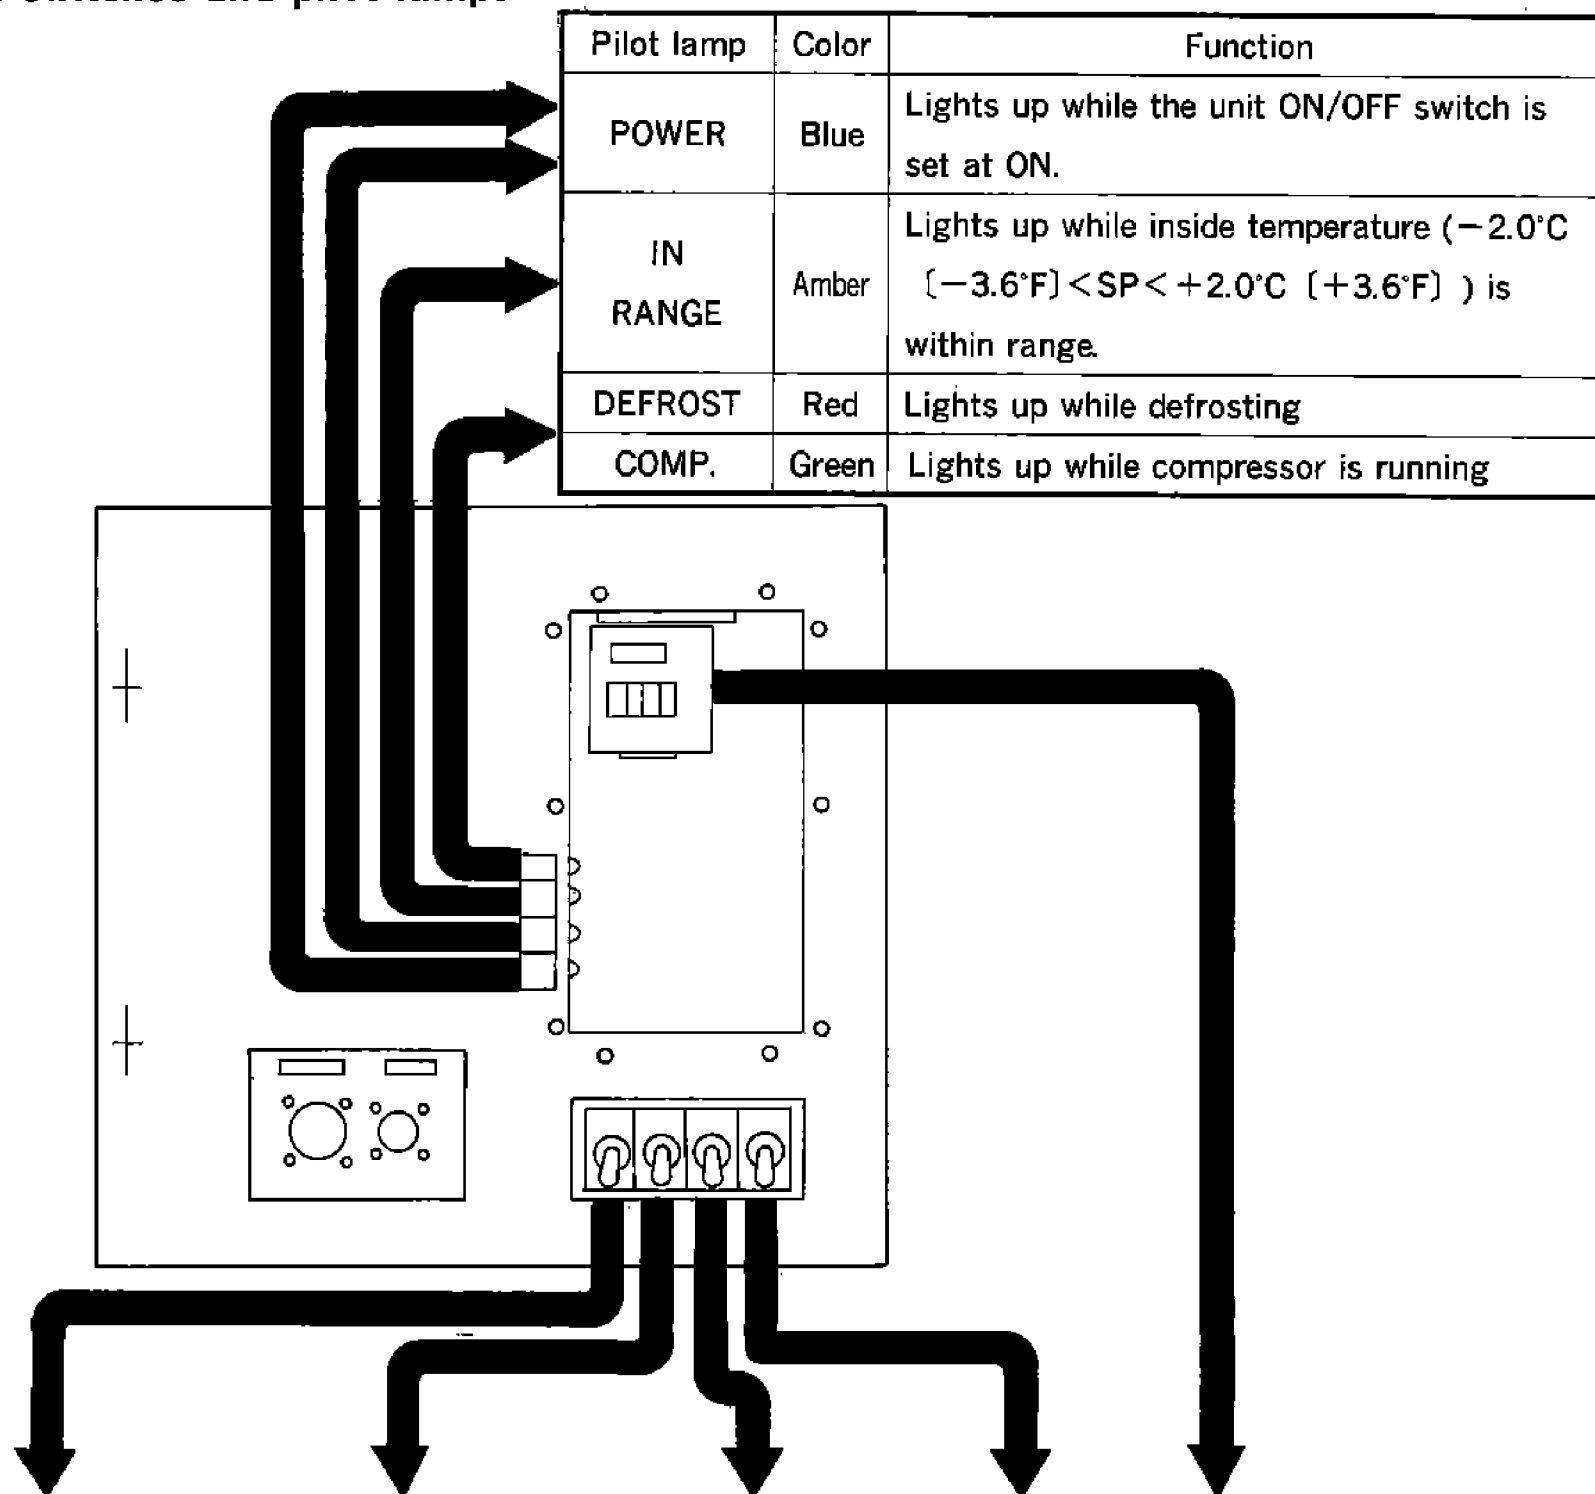 Pilot lamp Color Function
POWER Blue Lights up while the unit ON/OFF switch is
set at ON.
IN
RANGE Amber Lights up while inside temperature (−2.0°C
[−3.6°F]<SP<+2.0°C [+3.6°F] ) is
within range.
DEFROST Red Lights up while defrosting
COMP. Green Lights up while compressor is running